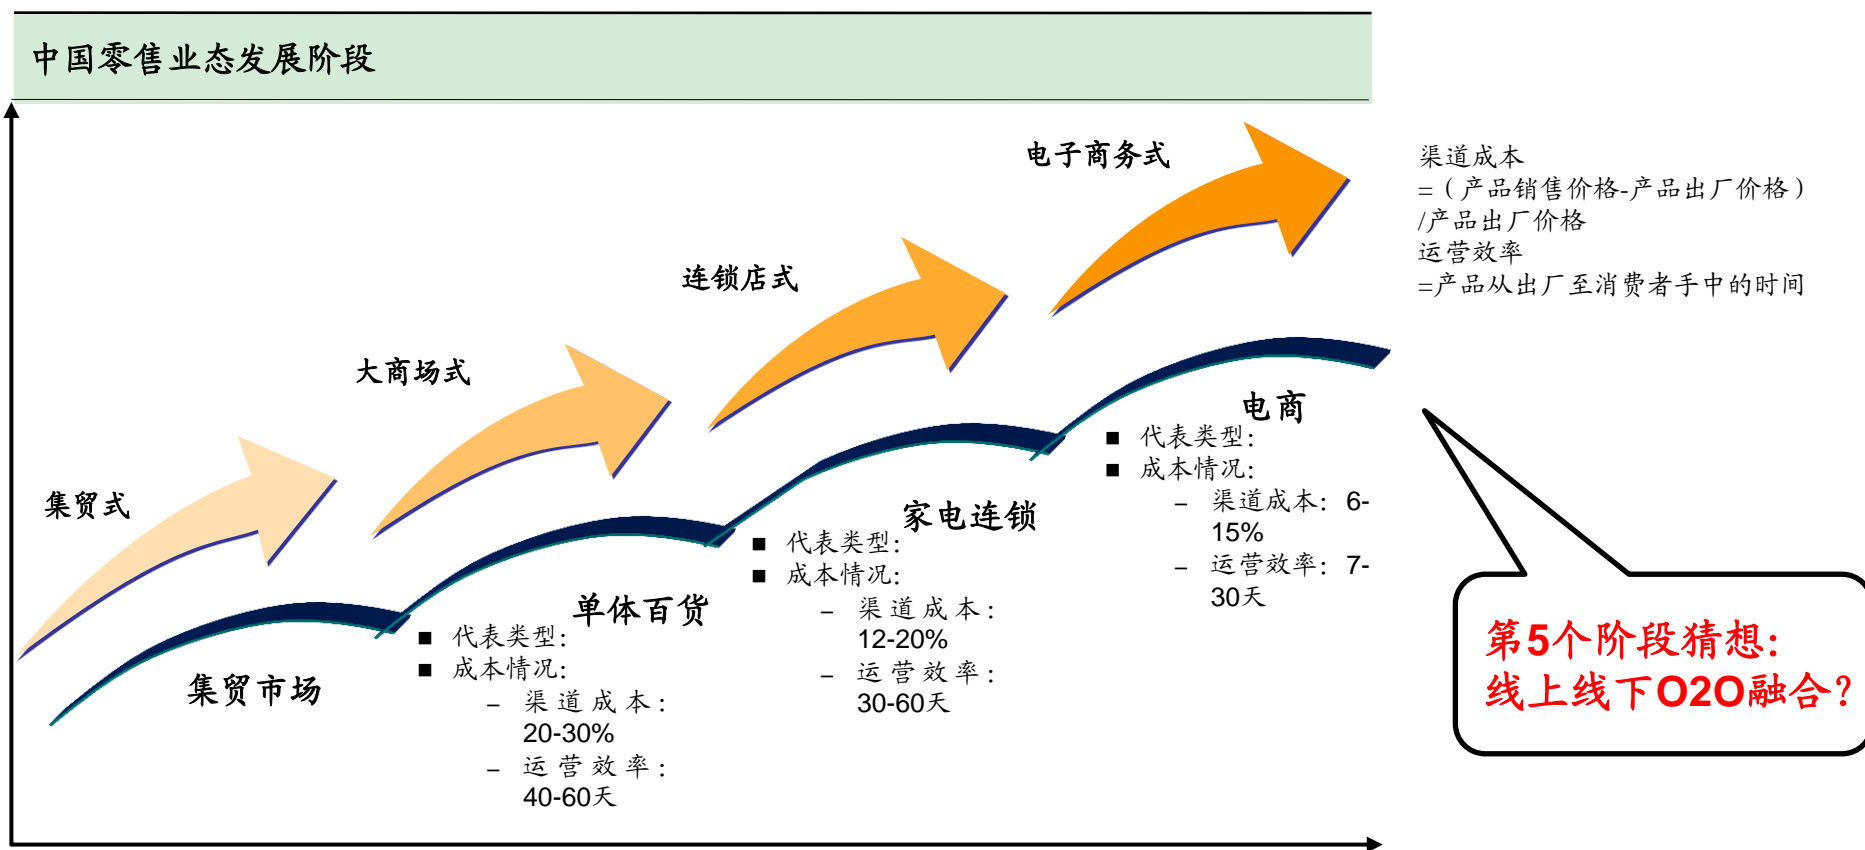 中国零售业态发展阶段
电子商务式
连锁店式
大商场式
集贸式
渠道成本
=（产品销售价格-产品出厂价格）
/产品出厂价格
运营效率
=产品从出厂至消费者手中的时间
集贸市场
单体百货
■ 代表类型：
■ 成本情况：
– 渠道成本：
20-30%
– 运营效率：
40-60天
家电连锁
■ 代表类型：
■ 成本情况：
– 渠道成本：
12-20%
– 运营效率：
30-60天
电商
■ 代表类型：
■ 成本情况：
– 渠道成本：6-
15%
– 运营效率：7-
30天
第5个阶段猜想：
线上线下O2O融合？